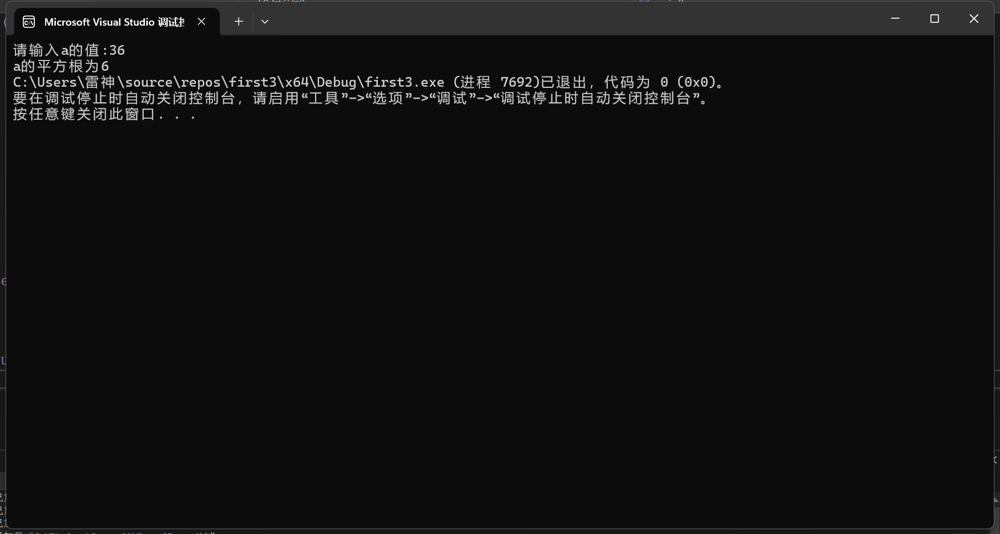 Microsoft Visual Studio 调试
请输入a的值:36
a的平方根为6
C:\Users\雷神\source\repos\first3\x64\Debug\first3.exe (进程 7692)已退出，代码为 0 (0x0)。
要在调试停止时自动关闭控制台，请启用“工具”->“选项”->“调试”->“调试停止时自动关闭控制台”。
按任意键关闭此窗口. . .